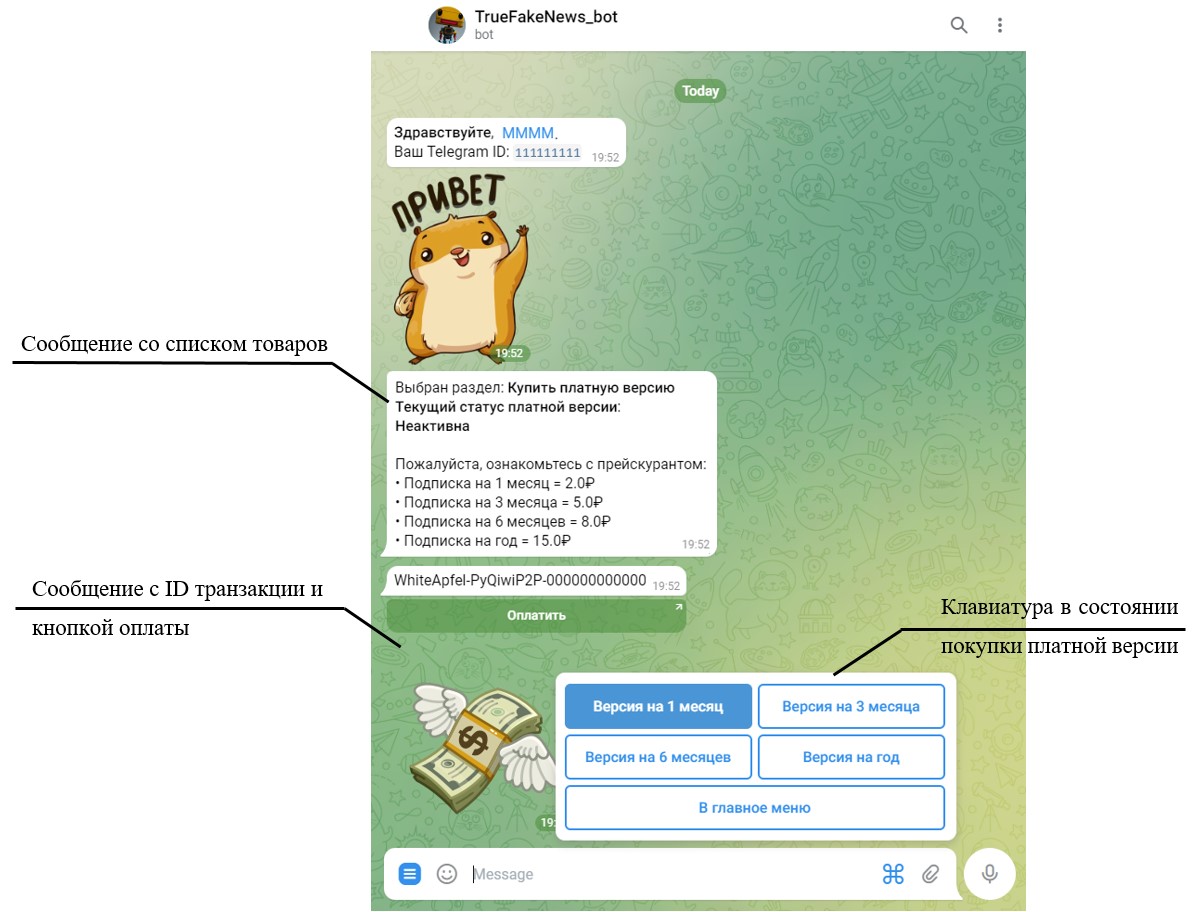 TrueFakeNews_bot
bot
Today
Здравствуйте, MMMM.
Ваш Telegram ID: 111111111 19:52
ПРИВЕТ
19:52
Сообщение со списком товаров
Выбран раздел: Купить платную версию
Текущий статус платной версии:
Неактивна
Пожалуйста, ознакомьтесь с прейскурантом:
• Подписка на 1 месяц = 2.0₽
• Подписка на 3 месяца = 5.0₽
• Подписка на 6 месяцев = 8.0₽
• Подписка на год = 15.0₽ 19:52
WhiteApfel-PyQiwiP2P-000000000000 19:52
Оплатить
Сообщение с ID транзакции и
кнопкой оплаты
Клавиатура в состоянии
покупки платной версии
$
Версия на 1 месяц Версия на 3 месяца
Версия на 6 месяцев Версия на год
В главное меню
Message